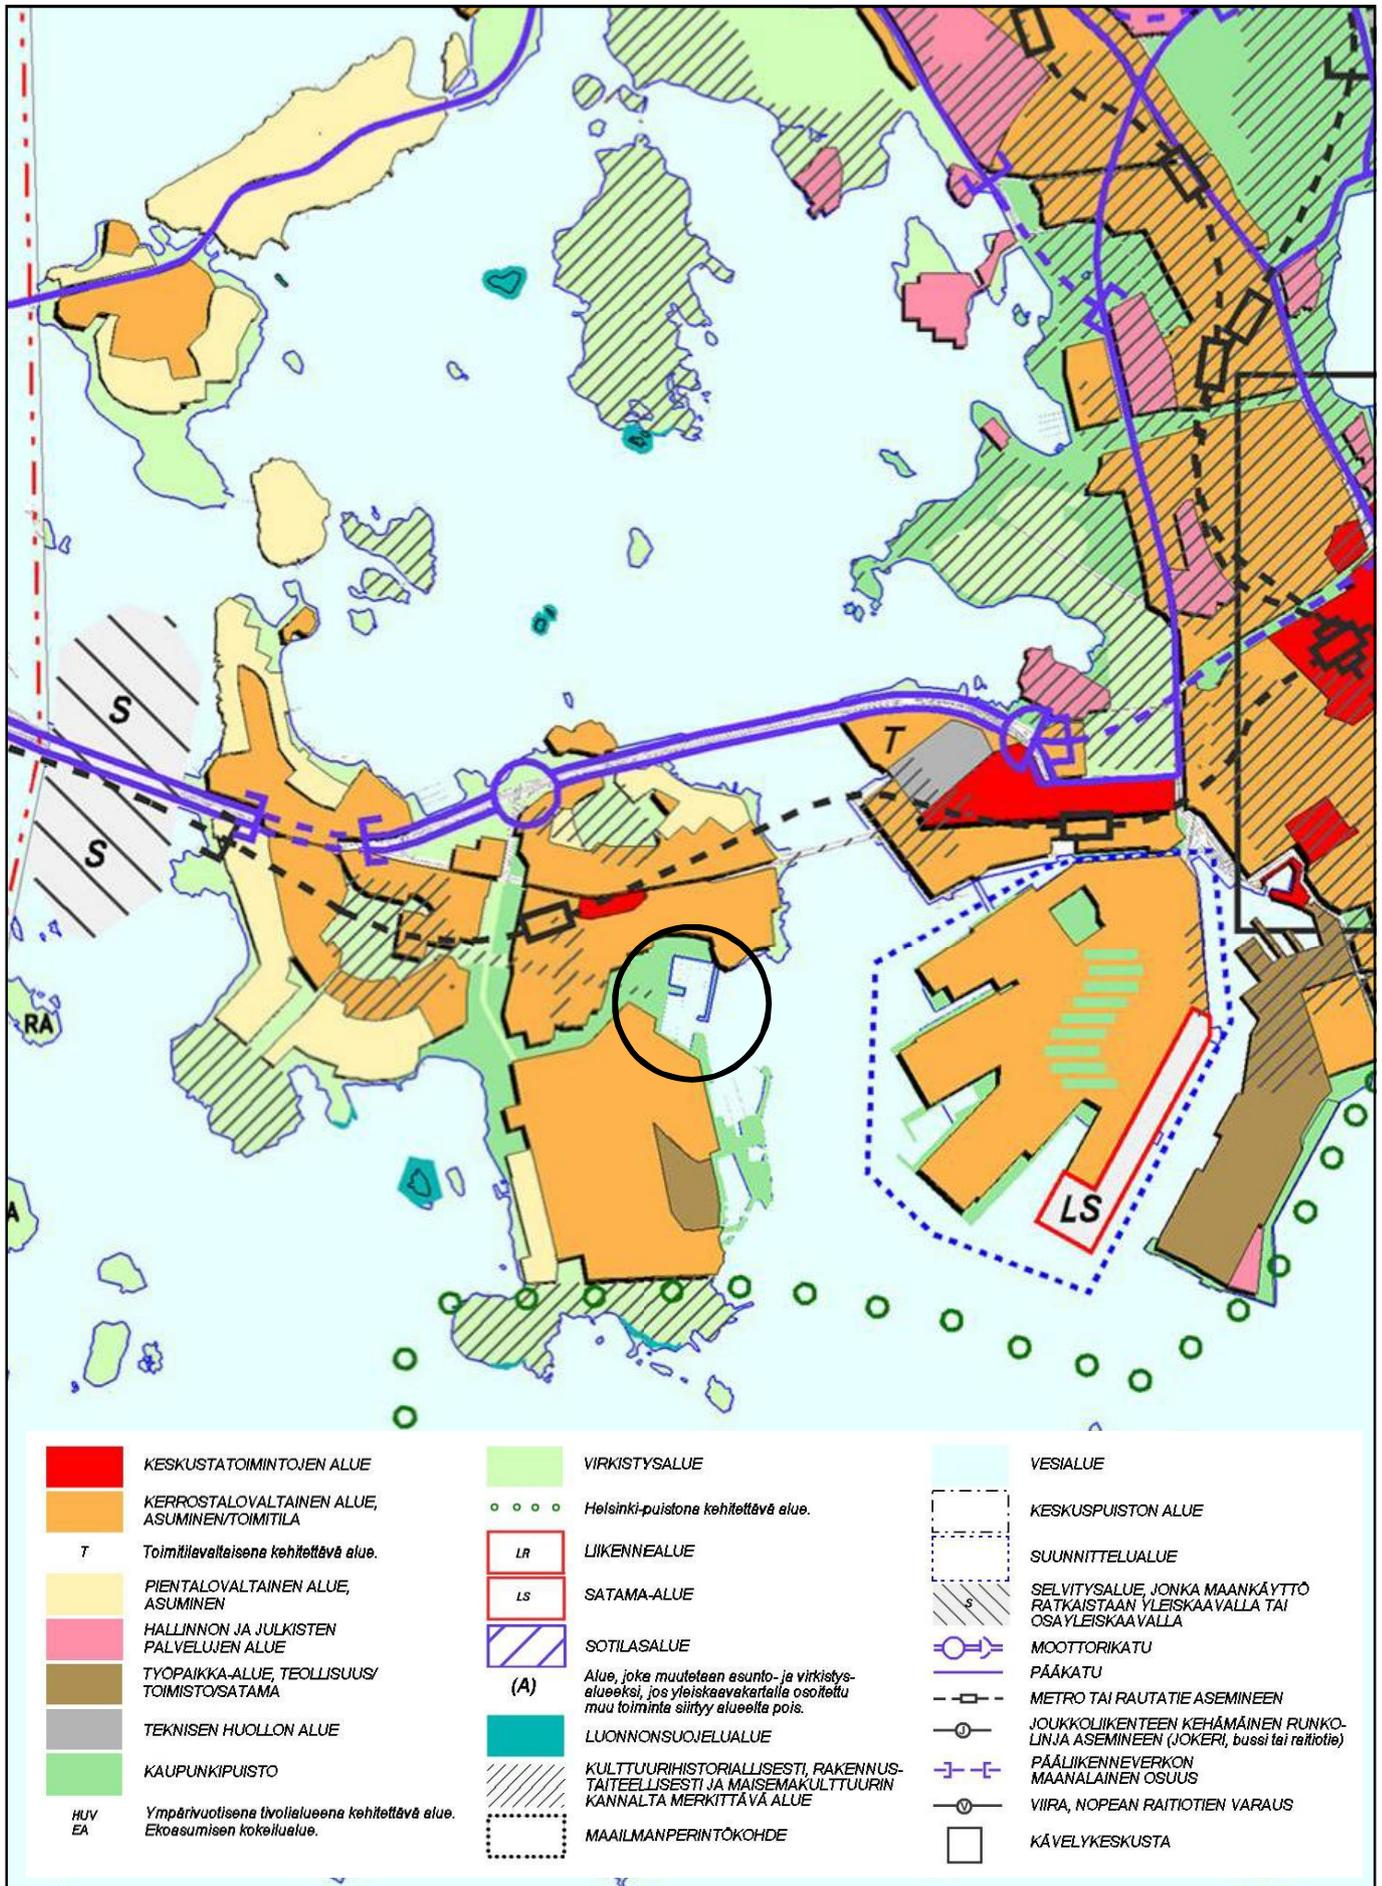 T
S
S
RA
A
LS
KESKUSTATOIMINTOJEN ALUE
KERROSTALOVALTAINEN ALUE,
ASUMINEN/TOIMITILA
T
Toimitilavaltaisena kehitettävä alue.
PIENTALOVALTAINEN ALUE,
ASUMINEN
HALLINNON JA JULKISTEN
PALVELUJEN ALUE
TYÖPAIKKA-ALUE, TEOLLISUUS/
TOIMISTO/SATAMA
TEKNISEN HUOLLON ALUE
KAUPUNKIPUISTO
HUV
EA
Ympärivuotisena tivolialueena kehitettävä alue.
Ekoasumisen kokeilualue.
VIRKISTYSALUE
Helsinki-puistona kehitettävä alue.
LR
LIIKENNEALUE
LS
SATAMA-ALUE
SOTILASALUE
(A)
Alue, joka muutetaan asunto- ja virkistys-
alueeksi, jos yleiskaavakartalla osoitettu
muu toiminta siirtyy alueelta pois.
LUONNONSUOJELUALUE
KULTTUURIHISTORIALLISESTI, RAKENNUS-
TAITEELLISESTI JA MAISEMAKULTTUURIN
KANNALTA MERKITTÄVÄ ALUE
MAAILMANPERINTÖKOHDE
VESIALUE
KESKUSPUISTON ALUE
SUUNNITTELUALUE
S
SELVITYSALUE, JONKA MAANKÄYTTÖ
RATKAISTAAN YLEISKAAVALLA TAI
OSAYLEISKAAVALLA
MOOTTORIKATU
PÄÄKATU
METRO TAI RAUTATIE ASEMINEEN
J
JOUKKOLIIKENTEEN KEHÄMÄINEN RUNKO-
LINJA ASEMINEEN (JOKERI, bussi tai raitiotie)
PÄÄLIIKENNEVERKON
MAANALAINEN OSUUS
V
VIIRA, NOPEAN RAITIOTIEN VARAUS
KÄVELYKESKUSTA